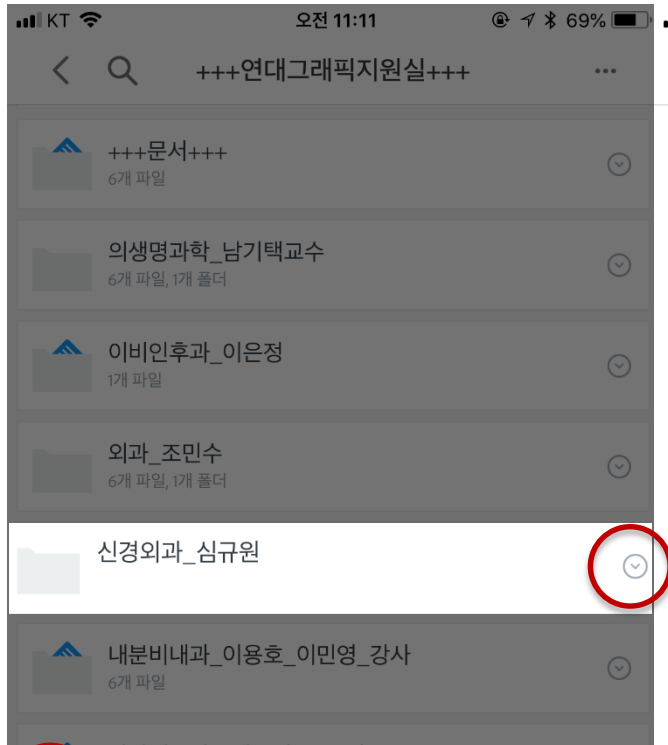 KT 오전 11:11 69%
+++연대그래픽지원실+++
+++문서+++
6개 파일
의생명과학_남기택교수
6개 파일, 1개 폴더
이비인후과_이은정
1개 파일
외과_조민수
6개 파일, 1개 폴더
신경외과_심규원
내분비내과_이용호_이민영_강사
6개 파일